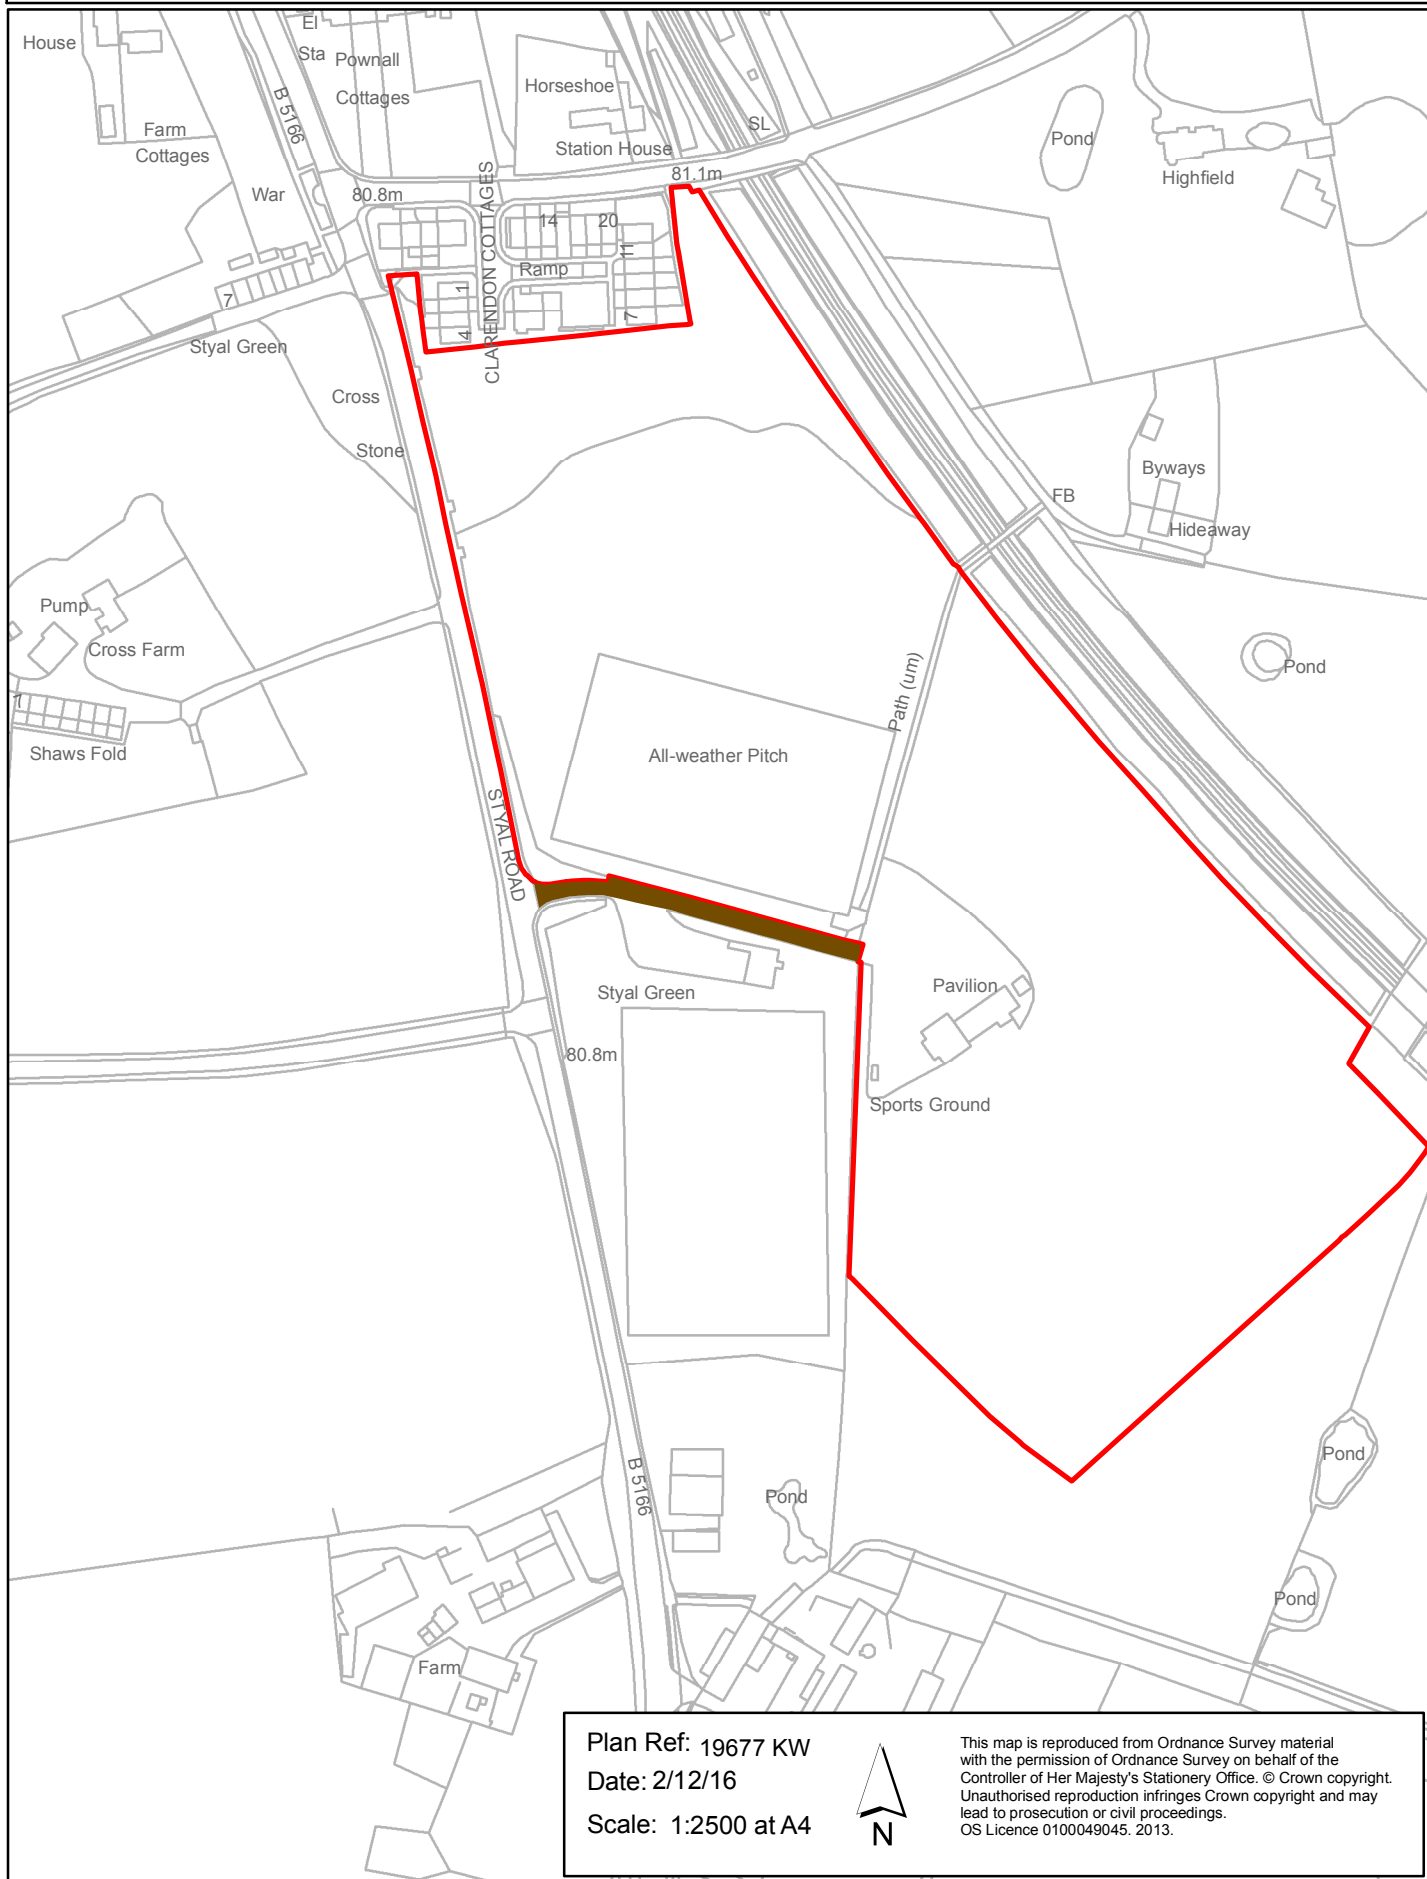 House
El
Sta
Pownall
Cottages
B 5166
Farm
Cottages
Horseshoe
Station House
SL
Pond
Highfield
War
80.8m
81.1m
CLARENDON COTTAGES
14
20
11
Ramp
1
4
7
7
Styal Green
Cross
Stone
Byways
FB
Hideaway
Pump
Cross Farm
7
Shaws Fold
Pond
Path (um)
All-weather Pitch
STYAL ROAD
Styal Green
Pavilion
80.8m
Sports Ground
B 5166
Pond
Pond
Pond
Farm
Plan Ref: 19677 KW
Date: 2/12/16
Scale: 1:2500 at A4
N
This map is reproduced from Ordnance Survey material
with the permission of Ordnance Survey on behalf of the
Controller of Her Majesty's Stationery Office. © Crown copyright.
Unauthorised reproduction infringes Crown copyright and may
lead to prosecution or civil proceedings.
OS Licence 0100049045. 2013.